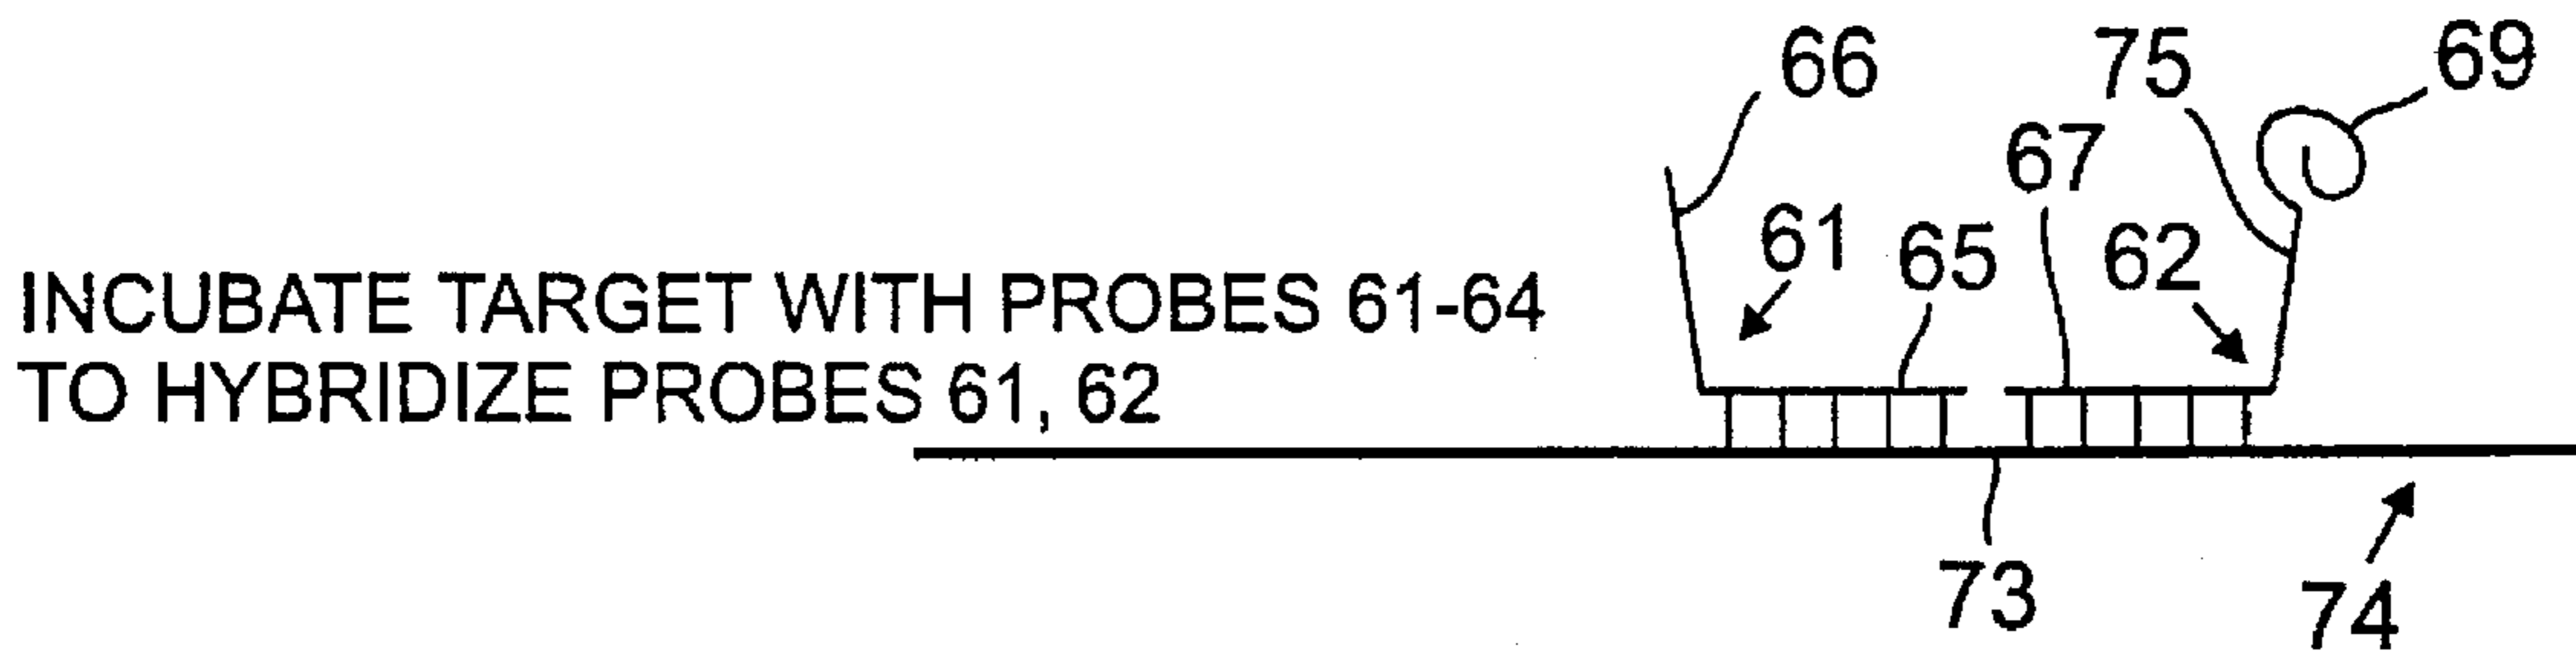 66 75 69
67
61 65 62
INCUBATE TARGET WITH PROBES 61-64
TO HYBRIDIZE PROBES 61, 62
73 74